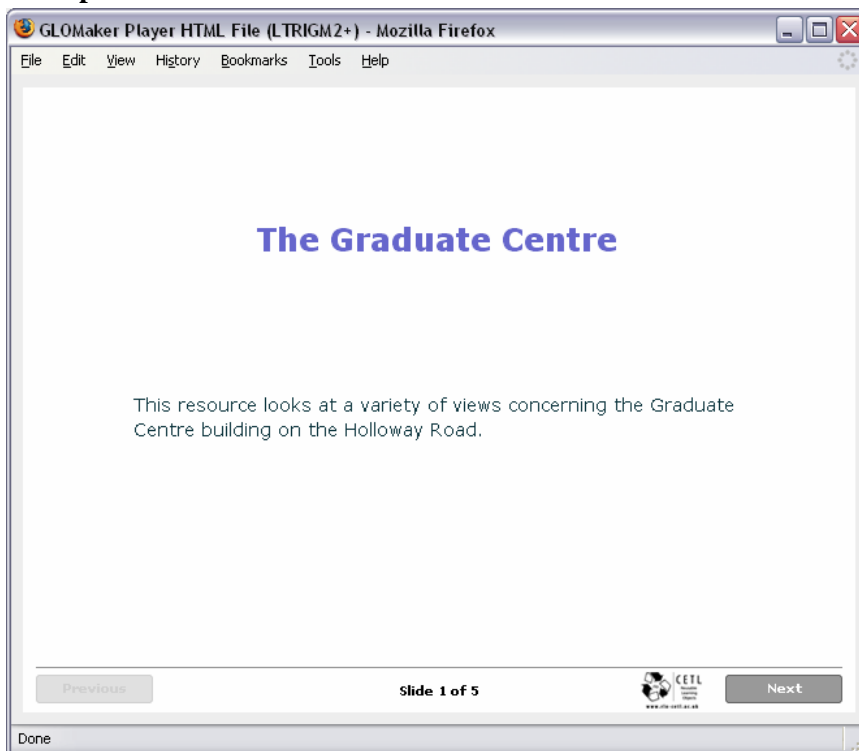 GLOMaker Player HTML File (LTRIGM2+) - Mozilla Firefox
File Edit View History Bookmarks Tools Help
The Graduate Centre
This resource looks at a variety of views concerning the Graduate
Centre building on the Holloway Road.
Previous
Slide 1 of 5
CETL
Next
Done